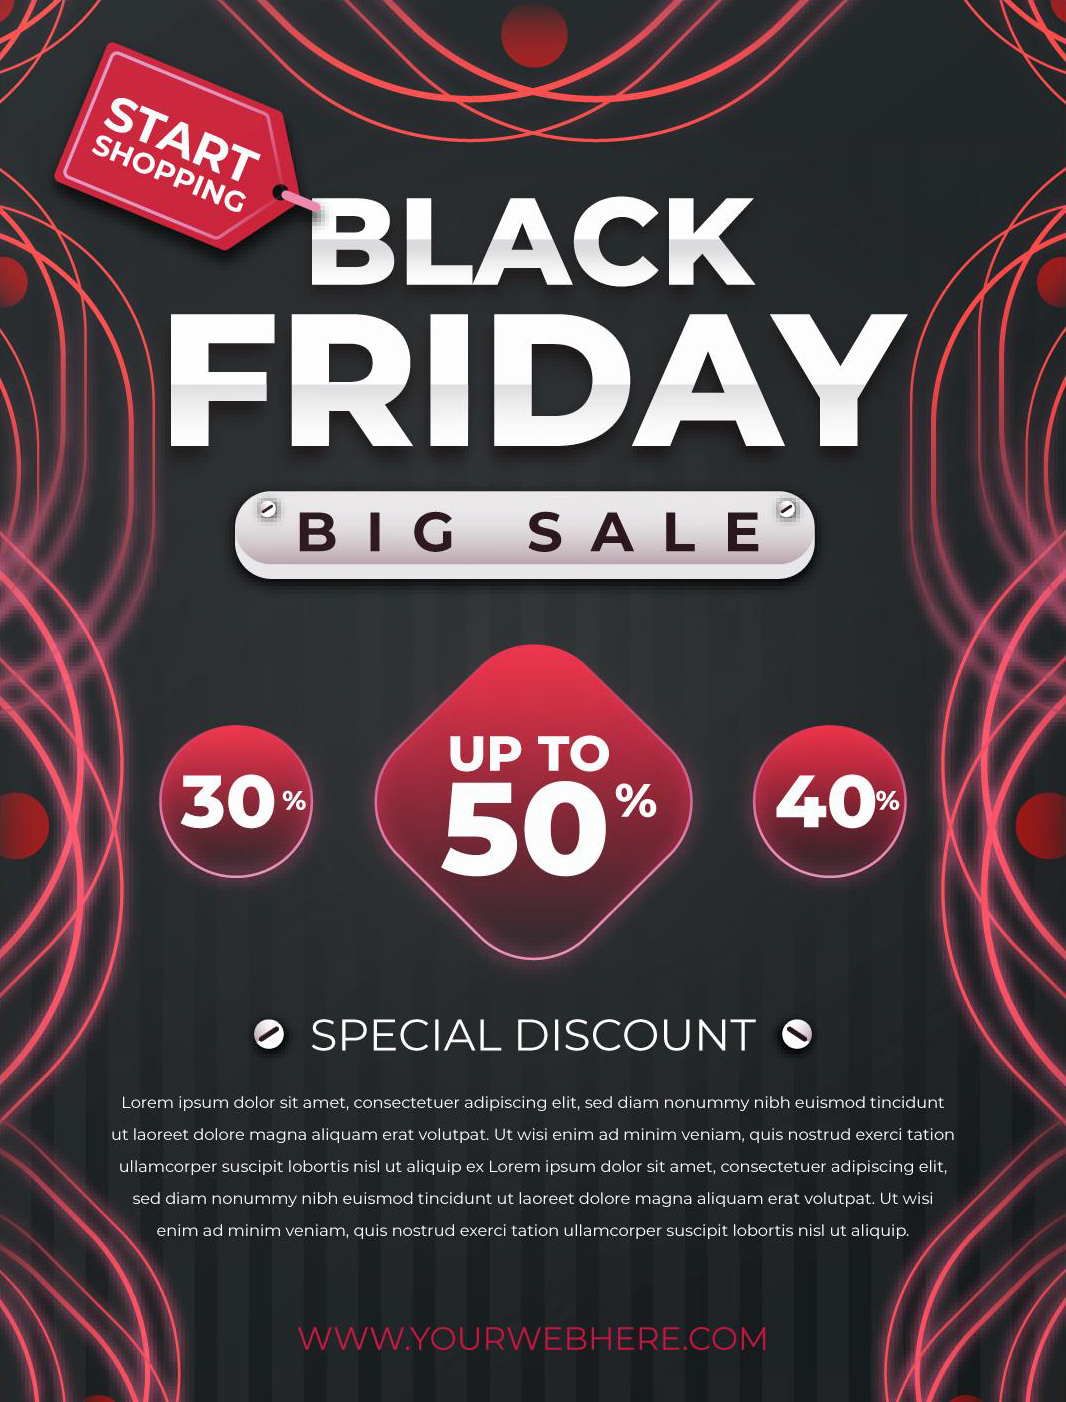 START
SHOPPING
BLACK
FRIDAY
BIG SALE
30%
UP TO
50%
40%
SPECIAL DISCOUNT
Lorem ipsum dolor sit amet, consectetuer adipiscing elit, sed diam nonummy nibh euismod tincidunt
ut laoreet dolore magna aliquam erat volutpat. Ut wisi enim ad minim veniam, quis nostrud exerci tation
ullamcorper suscipit lobortis nisl ut aliquip ex Lorem ipsum dolor sit amet, consectetuer adipiscing elit,
sed diam nonummy nibh euismod tincidunt ut laoreet dolore magna aliquam erat volutpat. Ut wisi
enim ad minim veniam, quis nostrud exerci tation ullamcorper suscipit lobortis nisl ut aliquip.
WWW.YOURWEBHERE.COM